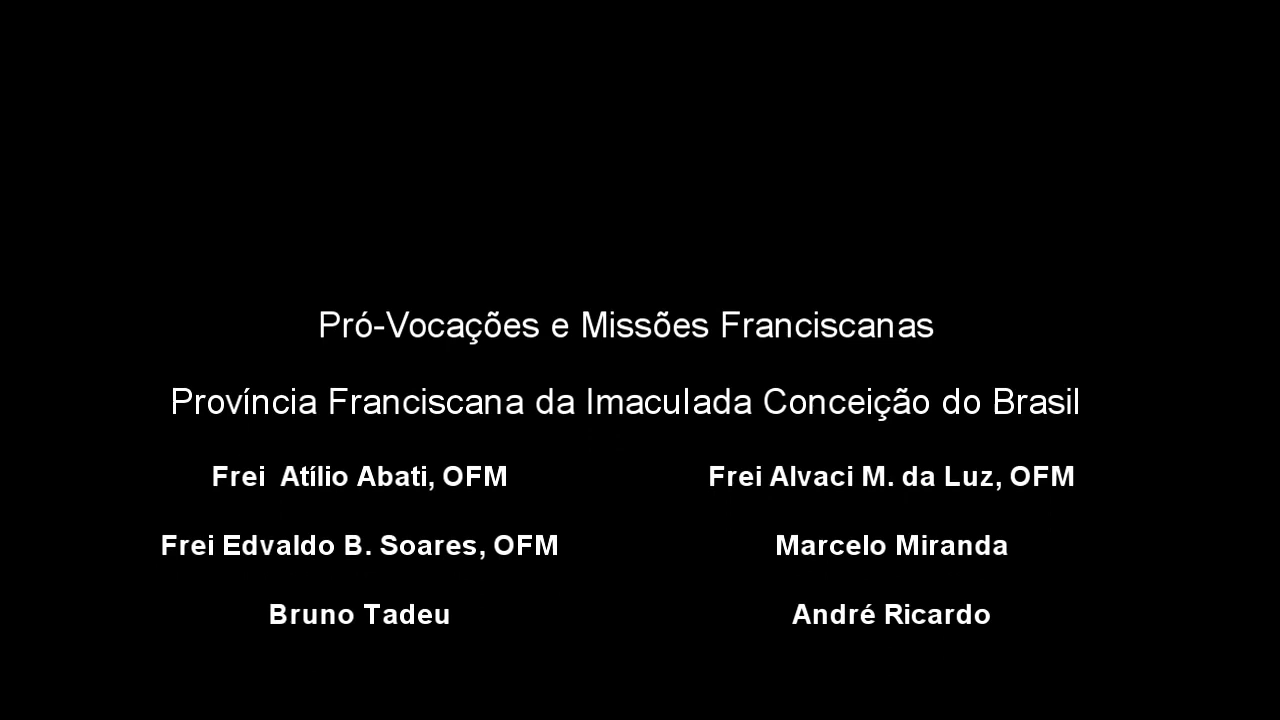 Pró-Vocações e Missões Franciscanas
Província Franciscana da Imaculada Conceição do Brasil
Frei  Atílio Abati, OFM
Frei Alvaci M. da Luz, OFM
Frei Edvaldo B. Soares, OFM
Marcelo Miranda
Bruno Tadeu
André Ricardo